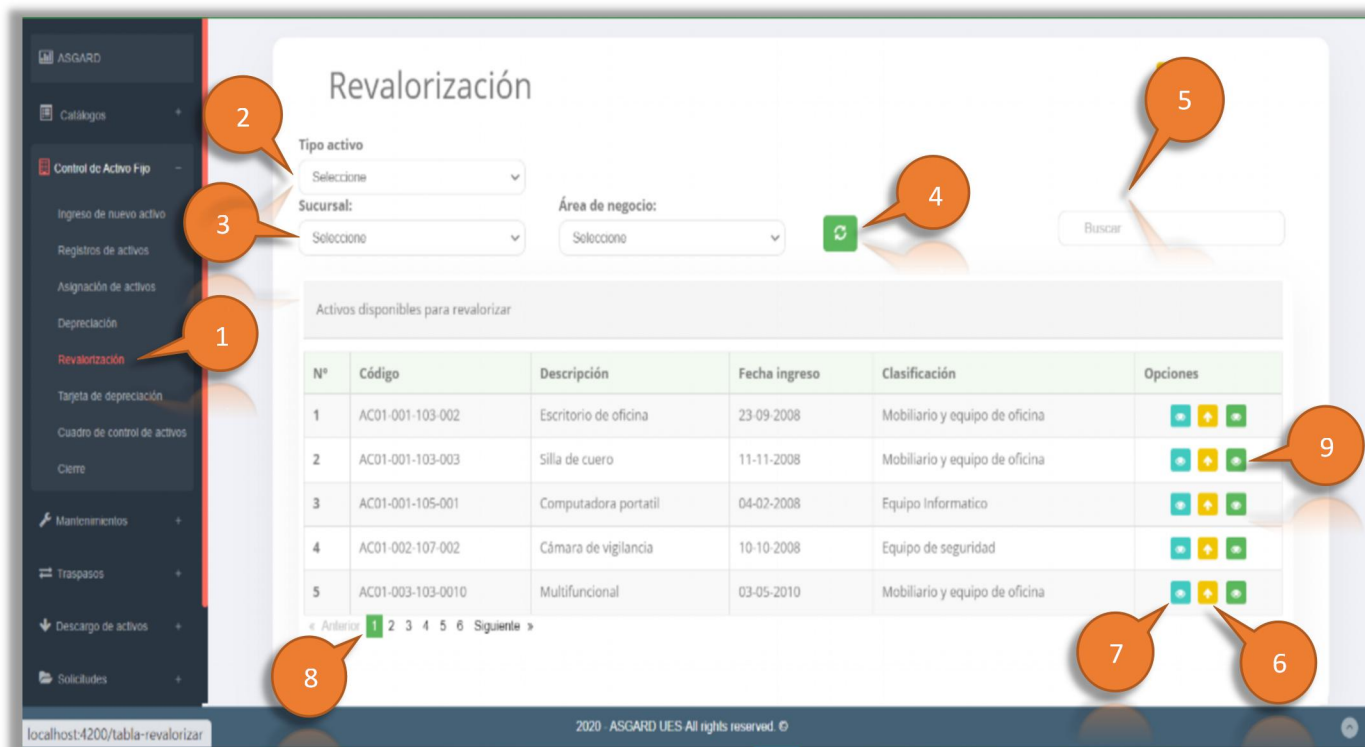 ASGARD
Catálogos +
Control de Activo Fijo –
Ingreso de nuevo activo
Registros de activos
Asignación de activos
Depreciación
Revalorización
Tarjeta de depreciación
Cuadro de control de activos
Cierre
Mantenimientos +
Traspasos +
Descargo de activos +
Solicitudes +
localhost:4200/tabla-revalorizar
Revalorización
Tipo activo
Seleccione
Sucursal:
Área de negocio:
Seleccione
Seleccione
Buscar
Activos disponibles para revalorizar
N° Código Descripción Fecha ingreso Clasificación Opciones
1 AC01-001-103-002 Escritorio de oficina 23-09-2008 Mobiliario y equipo de oficina
2 AC01-001-103-003 Silla de cuero 11-11-2008 Mobiliario y equipo de oficina
3 AC01-001-105-001 Computadora portatil 04-02-2008 Equipo Informatico
4 AC01-002-107-002 Cámara de vigilancia 10-10-2008 Equipo de seguridad
5 AC01-003-103-0010 Multifuncional 03-05-2010 Mobiliario y equipo de oficina
« Anterior 1 2 3 4 5 6 Siguiente »
2020 - ASGARD UES All rights reserved. ©
1
2
3
4
5
6
7
8
9